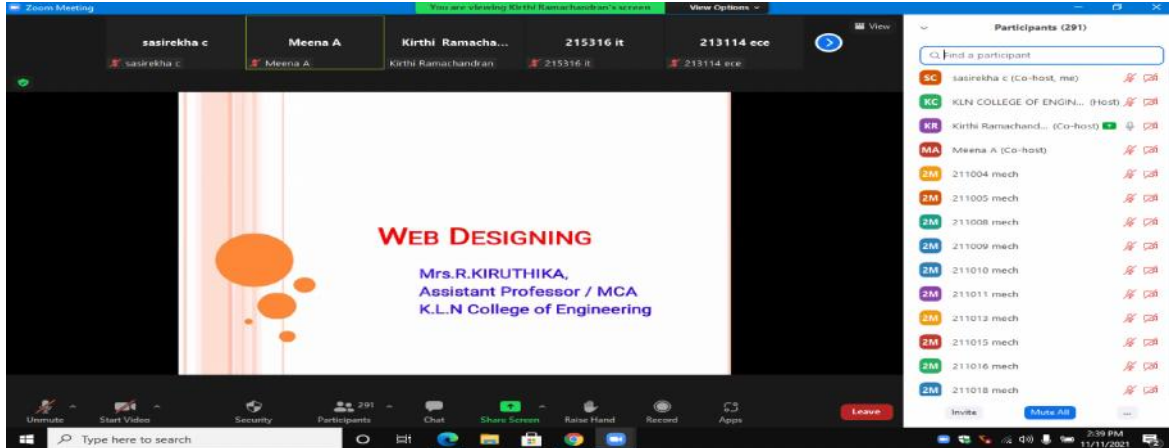 Zoom Meeting
You are viewing Kirthi Ramachandran's screen
View Options
View
sasirekha c
Meena A
Kirthi Ramacha...
215316 it
213114 ece
sasirekha c
Meena A
Kirthi Ramachandran
215316 it
213114 ece
WEB DESIGNING
Mrs.R.KIRUTHIKA,
Assistant Professor / MCA
K.L.N College of Engineering
Participants (291)
Find a participant
SC sasirekha c (Co-host, me)
KC KLN COLLEGE OF ENGIN... (Host)
KR Kirthi Ramachand... (Co-host)
MA Meena A (Co-host)
2M 211004 mech
2M 211005 mech
2M 211008 mech
2M 211009 mech
2M 211010 mech
2M 211011 mech
2M 211013 mech
2M 211015 mech
2M 211016 mech
2M 211018 mech
Invite
Mute All
...
Unmute
Start Video
Security
291
Participants
Chat
Share Screen
Raise Hand
Record
Apps
Leave
Type here to search
2:39 PM
11/11/2021